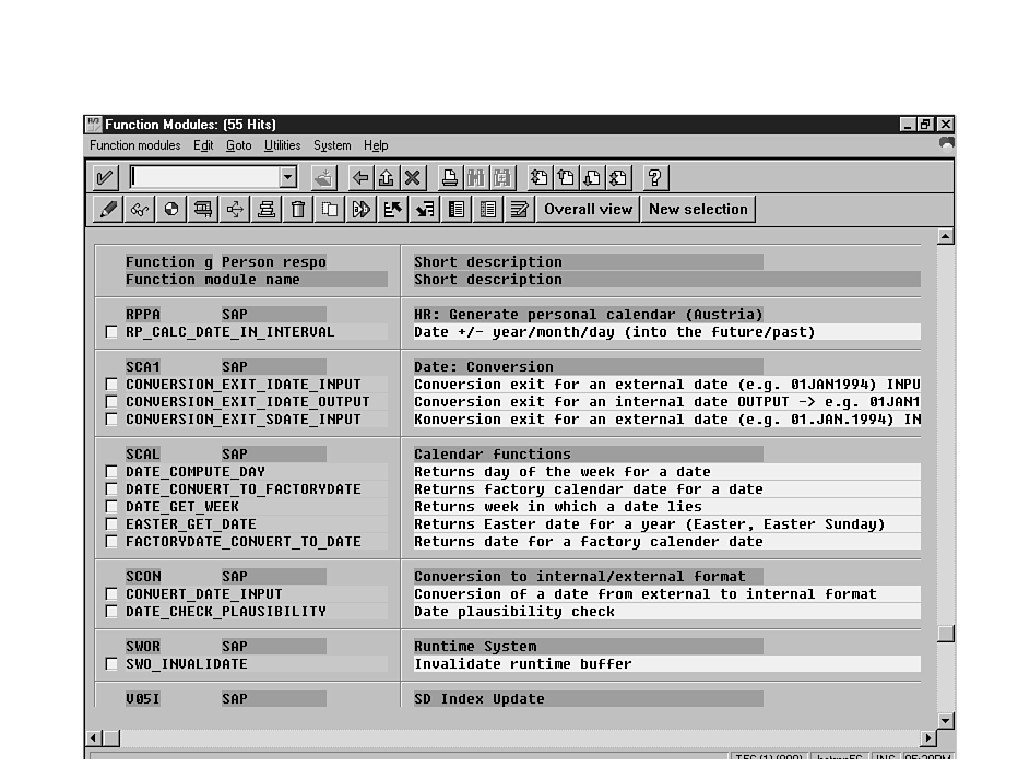 Function Modules: (55 Hits)
Function modules Edit Goto Utilities System Help
Overall view New selection
Function g Person respo Short description
Function module name Short description
RPPA SAP HR: Generate personal calendar (Austria)
RP_CALC_DATE_IN_INTERVAL Date +/- year/month/day (into the future/past)
SCA1 SAP Date: Conversion
CONVERSION_EXIT_IDATE_INPUT Conversion exit for an external date (e.g. 01JAN1994) INPU
CONVERSION_EXIT_IDATE_OUTPUT Conversion exit for an internal date OUTPUT -> e.g. 01JAN1
CONVERSION_EXIT_SDATE_INPUT Konversion exit for an external date (e.g. 01.JAN.1994) IN
SCAL SAP Calendar functions
DATE_COMPUTE_DAY Returns day of the week for a date
DATE_CONVERT_TO_FACTORYDATE Returns factory calendar date for a date
DATE_GET_WEEK Returns week in which a date lies
EASTER_GET_DATE Returns Easter date for a year (Easter, Easter Sunday)
FACTORYDATE_CONVERT_TO_DATE Returns date for a factory calender date
SCON SAP Conversion to internal/external format
CONVERT_DATE_INPUT Conversion of a date from external to internal format
DATE_CHECK_PLAUSIBILITY Date plausibility check
SWOR SAP Runtime System
SWO_INVALIDATE Invalidate runtime buffer
V05I SAP SD Index Update